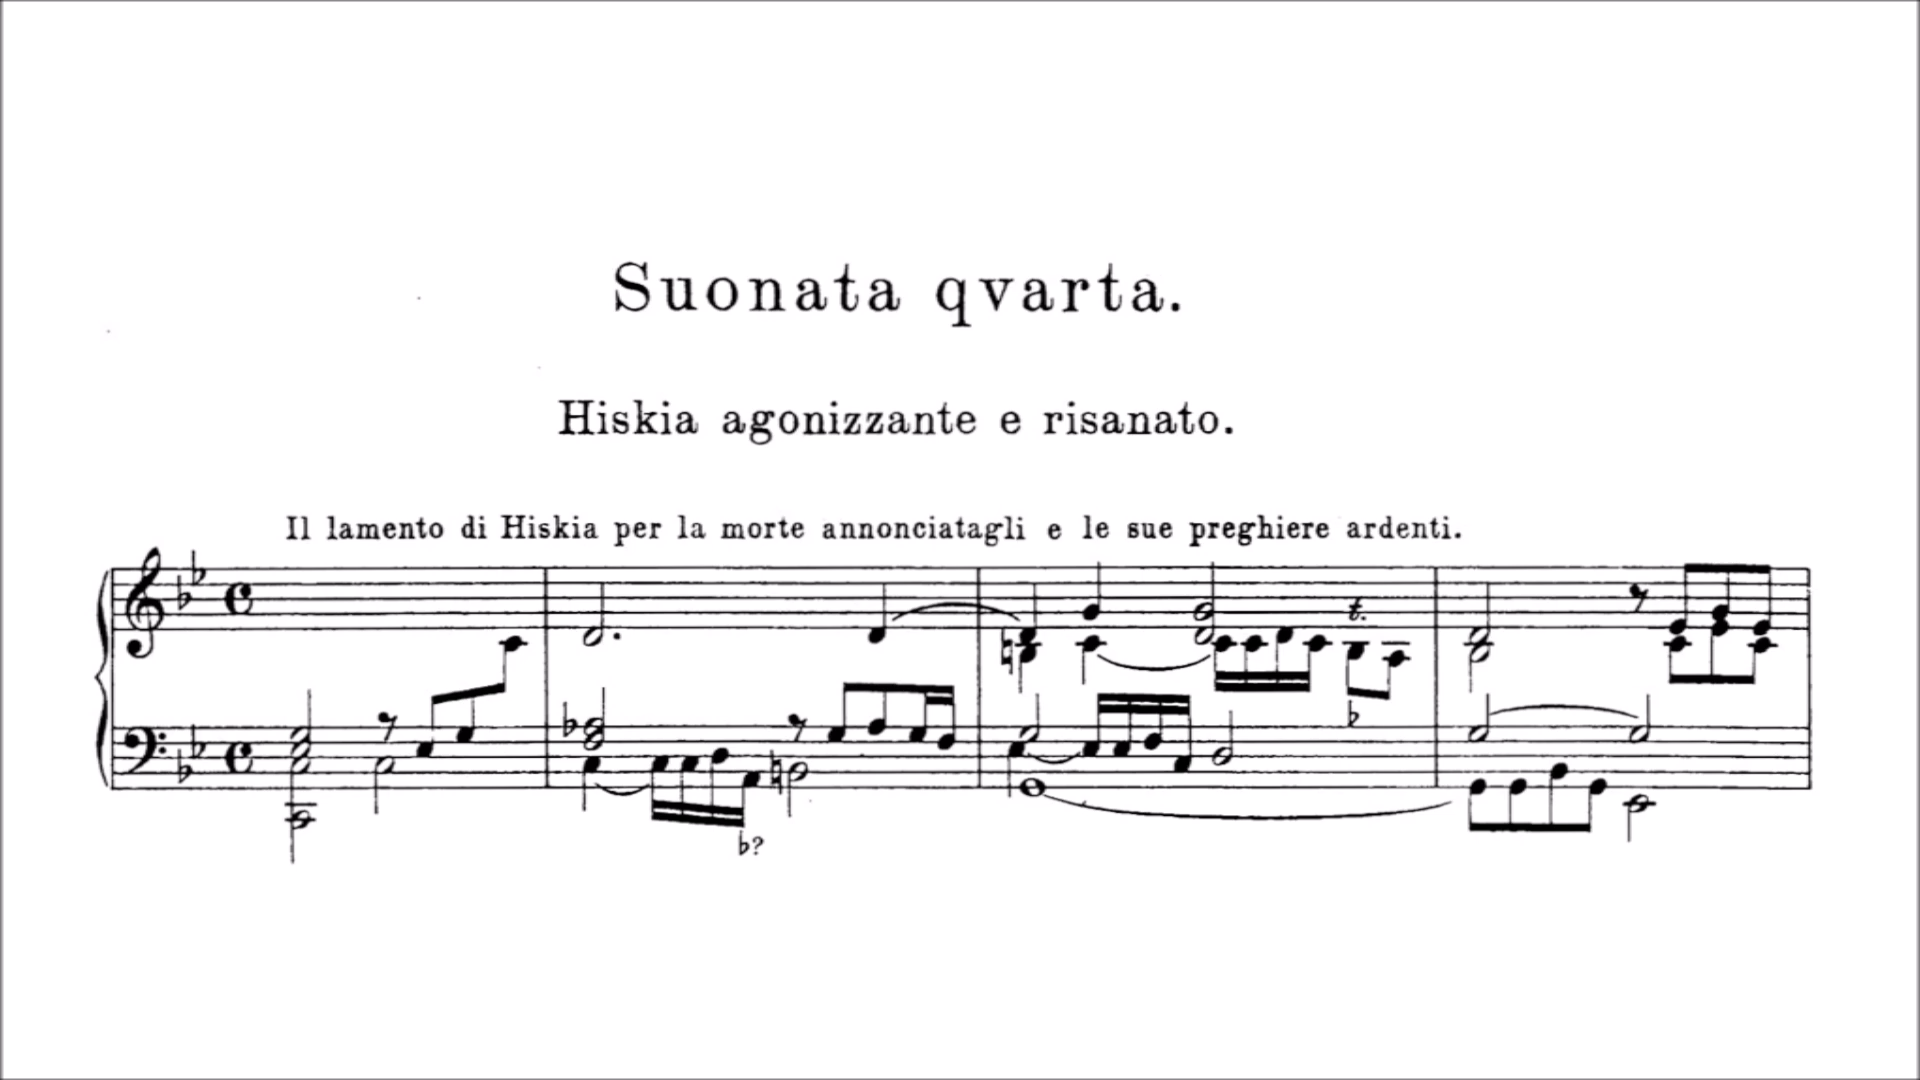 Suonata qvarta.
Hiskia agonizzante e risanato.
Il lamento di Hiskia per la morte annonciatagli e le sue preghiere ardenti.
t.
♭?